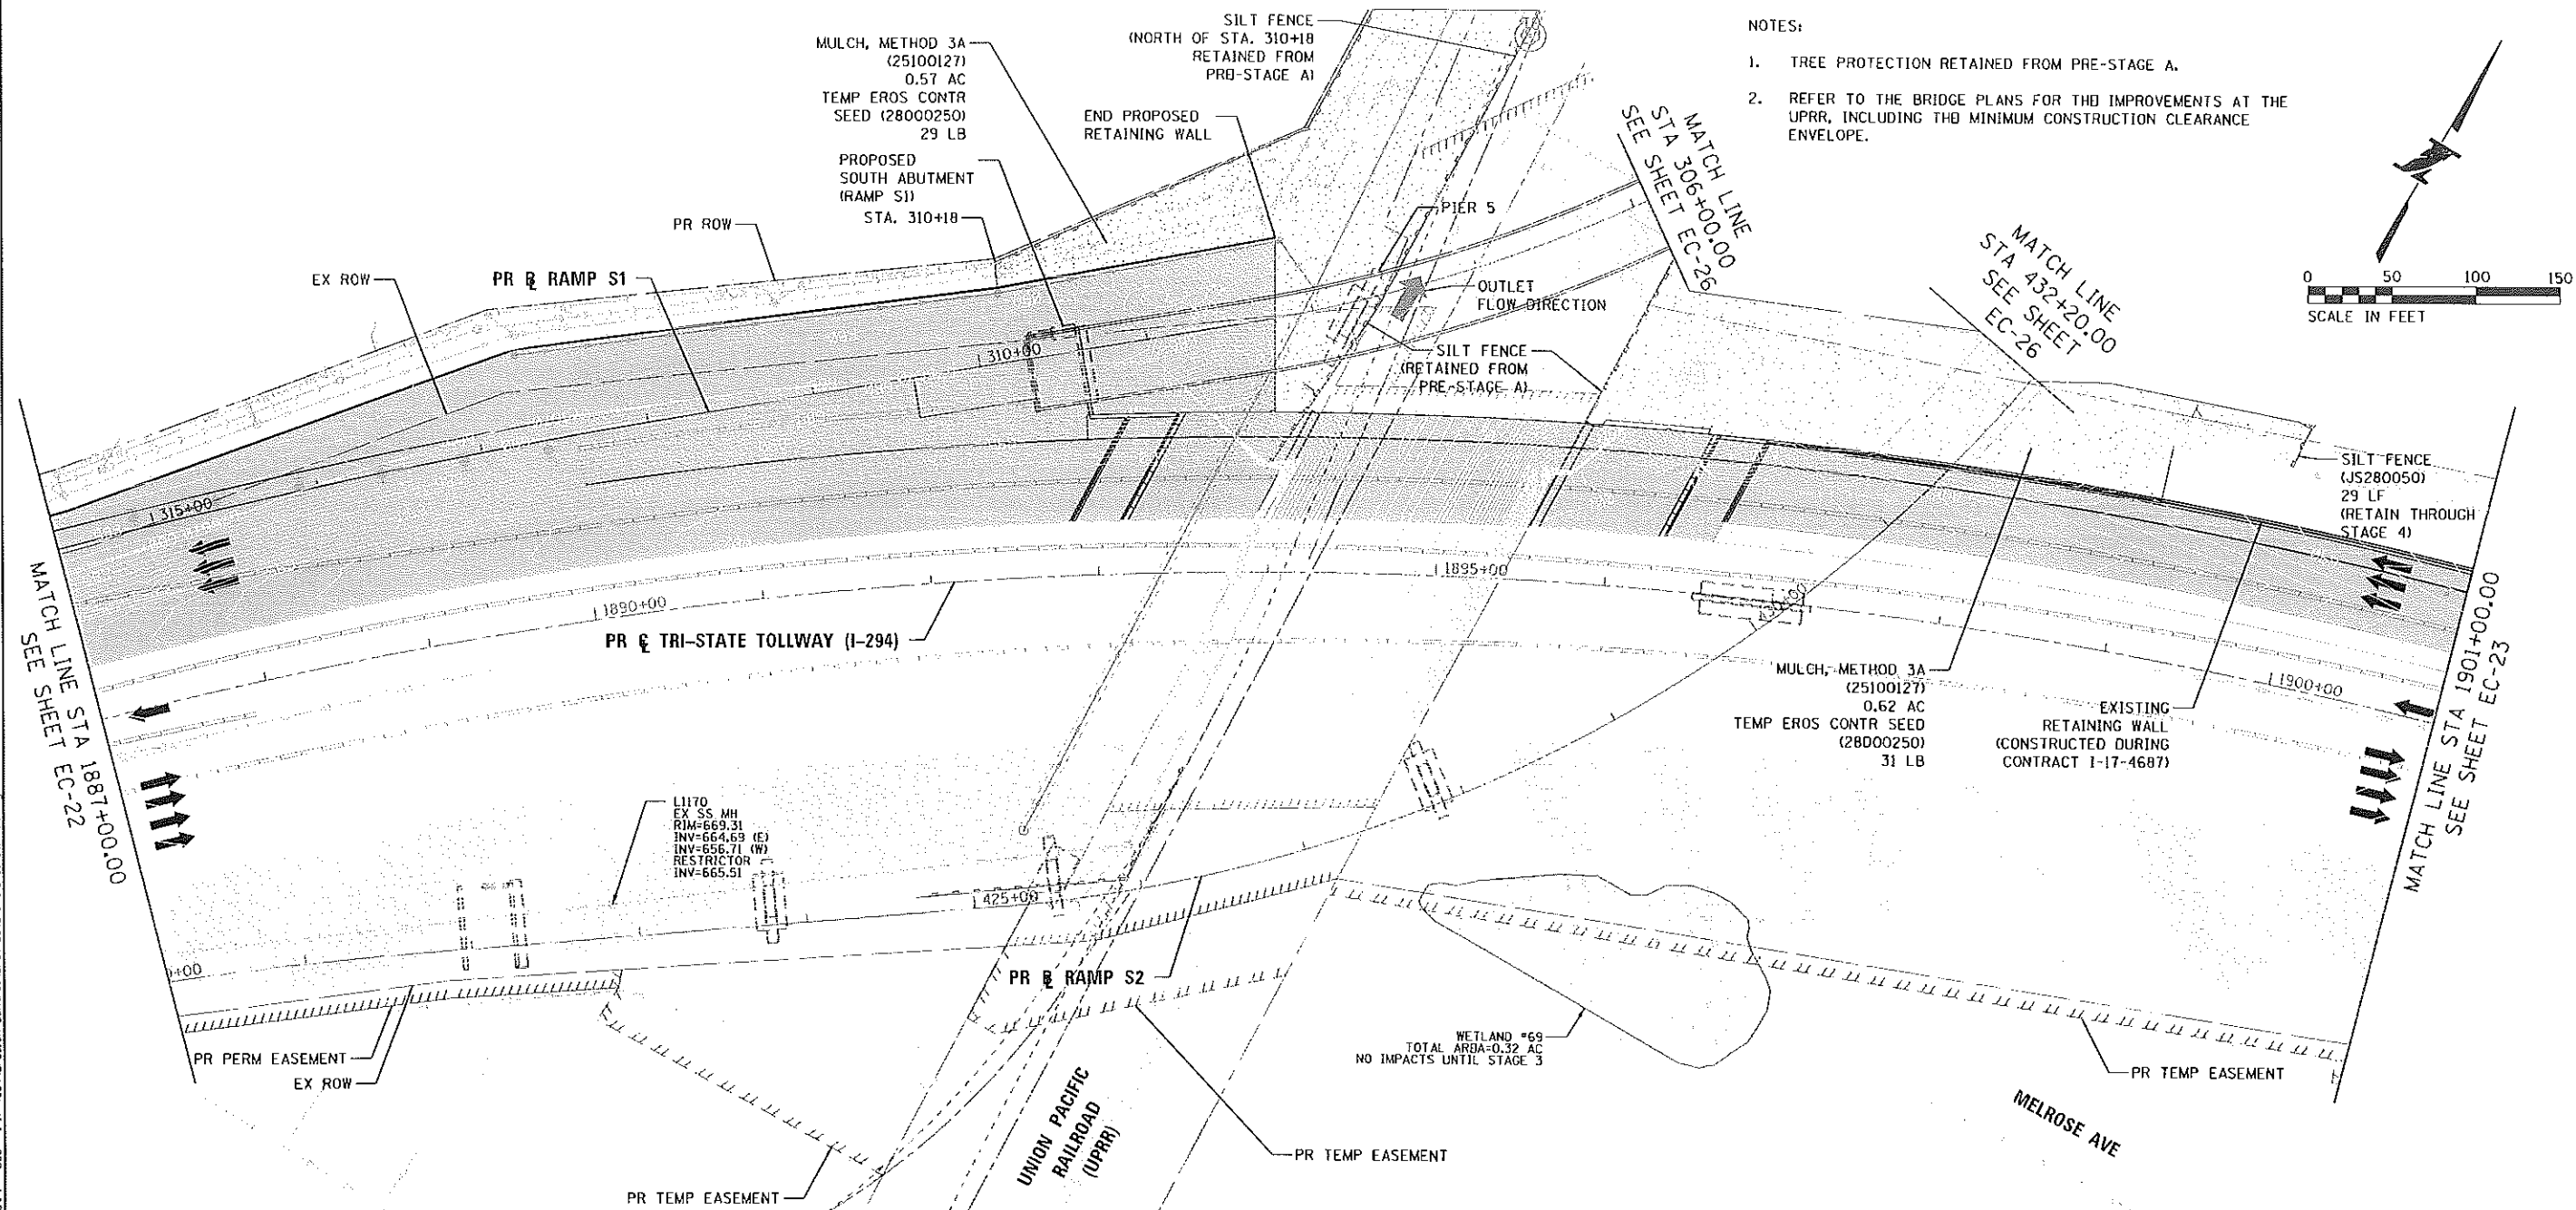 SILT FENCE
(NORTH OF STA. 310+18
RETAINED FROM
PRE-STAGE A)
MULCH, METHOD 3A
(25100127)
0.57 AC
TEMP EROS CONTR
SEED (28000250)
29 LB
END PROPOSED
RETAINING WALL
PROPOSED
SOUTH ABUTMENT
(RAMP S1)
STA. 310+18
PR ROW
EX ROW
PR ⅊ RAMP S1
NOTES:
1. TREE PROTECTION RETAINED FROM PRE-STAGE A.
2. REFER TO THE BRIDGE PLANS FOR THE IMPROVEMENTS AT THE
UPRR, INCLUDING THE MINIMUM CONSTRUCTION CLEARANCE
ENVELOPE.
MATCH LINE
STA 306+00.00
SEE SHEET EC-26
MATCH LINE
STA 432+20.00
SEE SHEET
EC-26
0 50 100 150
SCALE IN FEET
PIER 5
OUTLET
FLOW DIRECTION
SILT FENCE
(RETAINED FROM
PRE-STAGE A)
310+00
315+00
SILT FENCE
(JS280050)
29 LF
(RETAIN THROUGH
STAGE 4)
1890+00
1895+00
430+00
1900+00
PR ℄ TRI-STATE TOLLWAY (I-294)
MATCH LINE STA 1887+00.00
SEE SHEET EC-22
MATCH LINE STA 1901+00.00
SEE SHEET EC-23
MULCH, METHOD 3A
(25100127)
0.62 AC
TEMP EROS CONTR SEED
(28000250)
31 LB
EXISTING
RETAINING WALL
(CONSTRUCTED DURING
CONTRACT I-17-4687)
L1170
EX SS MH
RIM=669.31
INV=664.69 (E)
INV=656.71 (W)
RESTRICTOR
INV=665.51
425+00
0+00
PR ⅊ RAMP S2
PR PERM EASEMENT
EX ROW
WETLAND #69
TOTAL AREA=0.32 AC
NO IMPACTS UNTIL STAGE 3
PR TEMP EASEMENT
MELROSE AVE
UNION PACIFIC
RAILROAD
(UPRR)
PR TEMP EASEMENT
PR TEMP EASEMENT